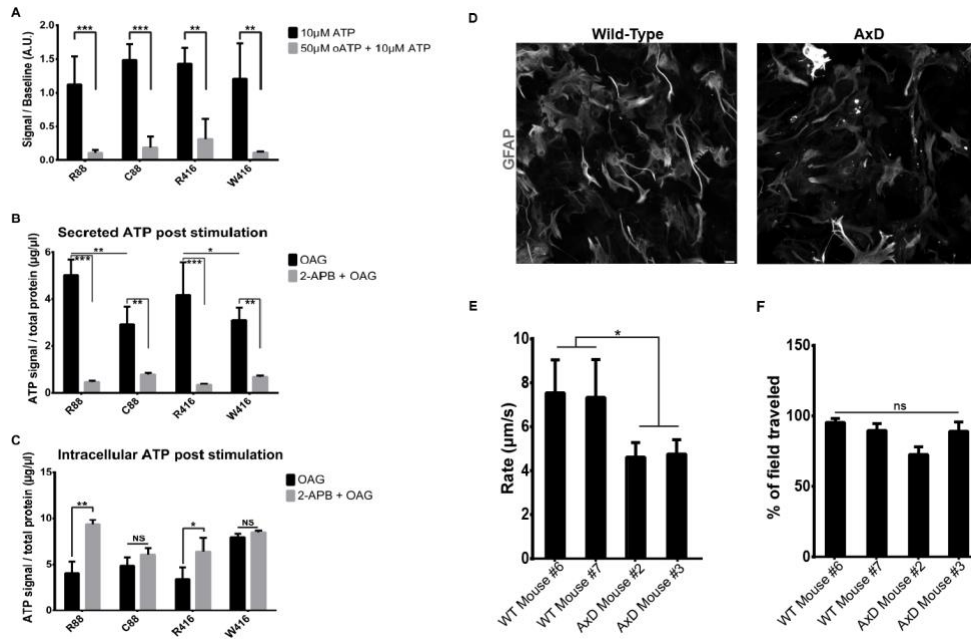 A
Signal / Baseline (A.U.)
2.0
1.5
1.0
0.5
0.0
***
***
**
**
10µM ATP
50µM oATP + 10µM ATP
R88
C88
R416
W416
B
Secreted ATP post stimulation
ATP signal / total protein (µg/µl)
6
4
2
0
**
*
***
**
***
**
OAG
2-APB + OAG
R88
C88
R416
W416
C
Intracellular ATP post stimulation
ATP signal / total protein (µg/µl)
15
10
5
0
**
NS
*
NS
OAG
2-APB + OAG
R88
C88
R416
W416
D
Wild-Type
AxD
GFAP
E
Rate (µm/s)
10
8
6
4
2
0
*
WT Mouse #6
WT Mouse #7
AxD Mouse #2
AxD Mouse #3
F
% of field traveled
150
100
50
0
ns
WT Mouse #6
WT Mouse #7
AxD Mouse #2
AxD Mouse #3